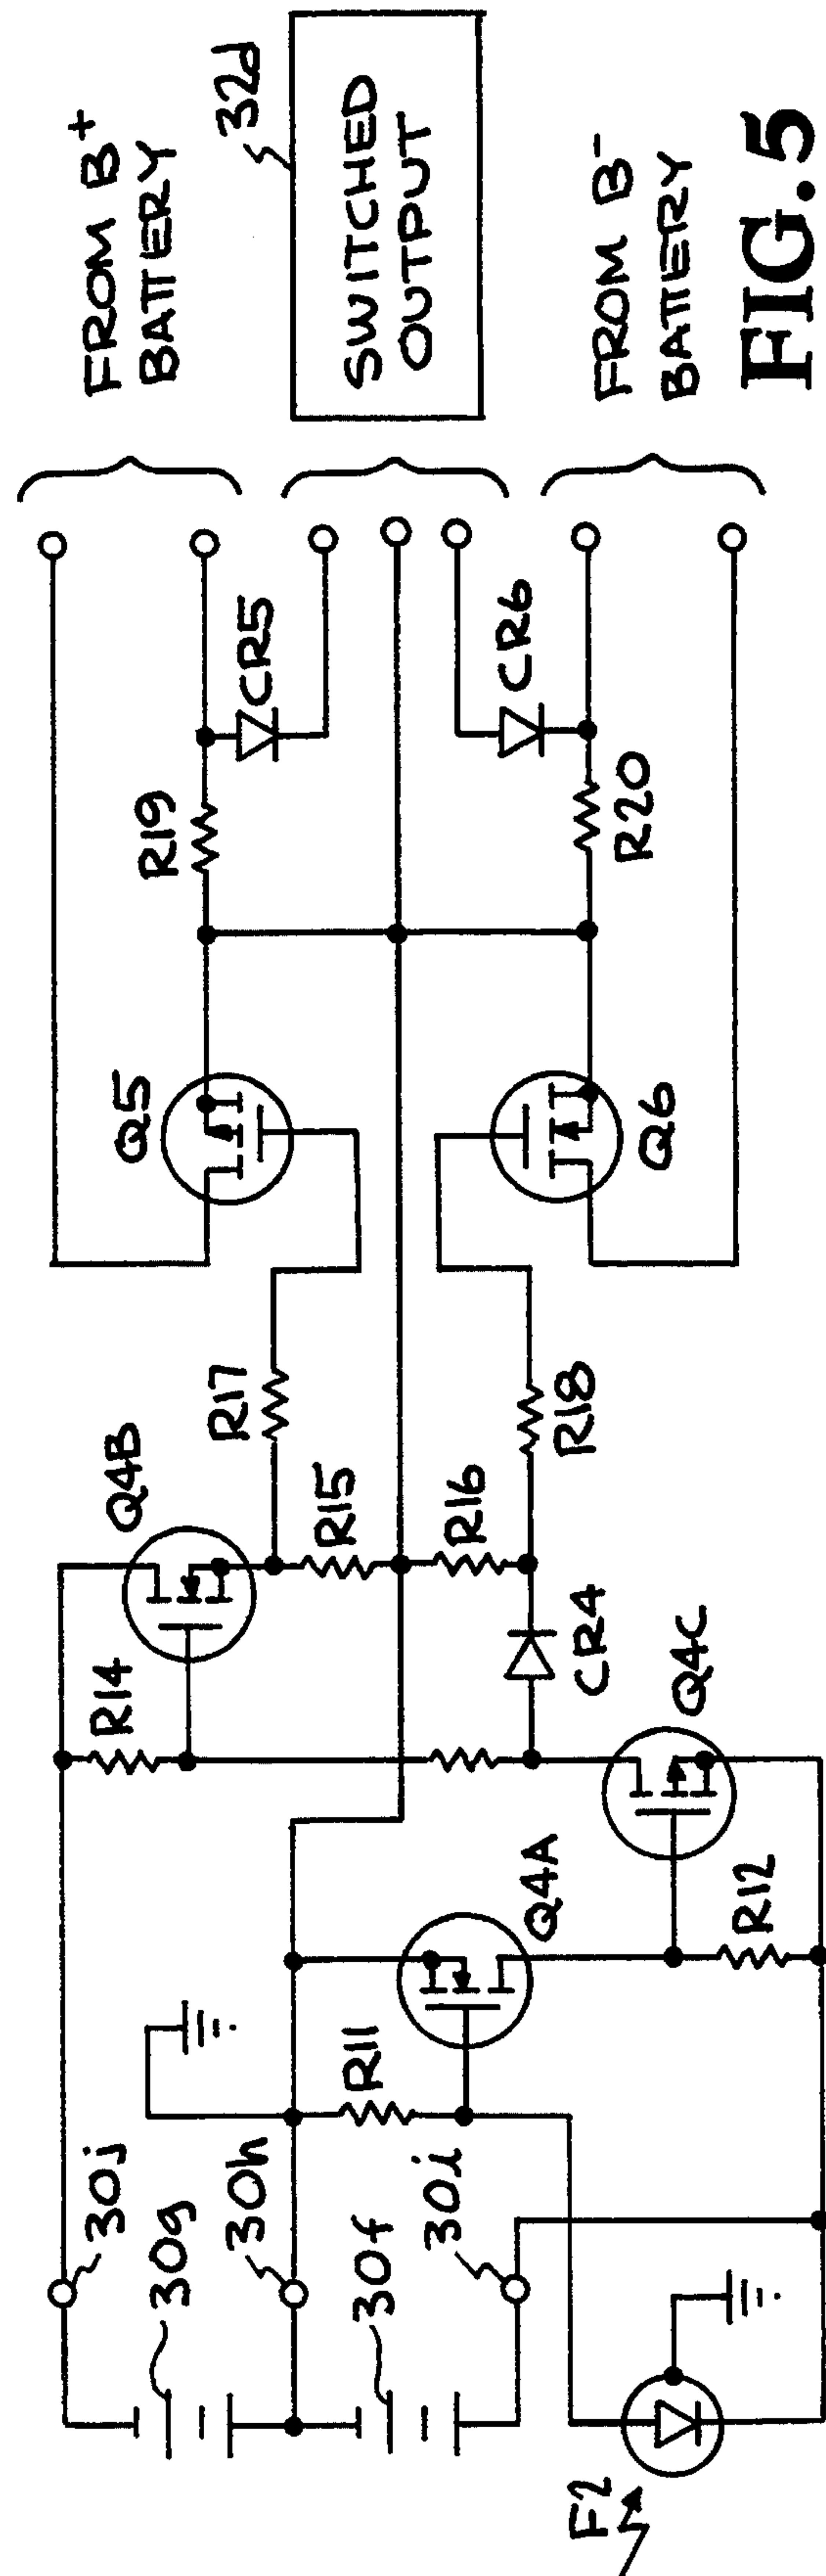 30j
30g
30h
30f
30i
F2
R11
Q4A
R12
R14
Q4B
Q4C
CR4
R15
R16
R17
R18
Q5
Q6
R19
R20
CR5
CR6
FROM B+
BATTERY
32d
SWITCHED
OUTPUT
FROM B-
BATTERY
FIG.5